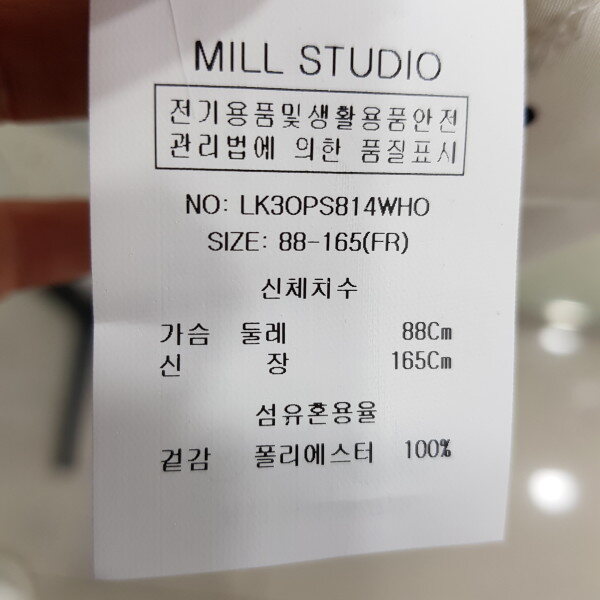 MILL STUDIO
전기용품및생활용품안전
관리법에 의한 품질표시
NO: LK3OPS814WHO
SIZE: 88-165(FR)
신체치수
가슴 둘레 88Cm
신 장 165Cm
섬유혼용율
겉감 폴리에스터 100%